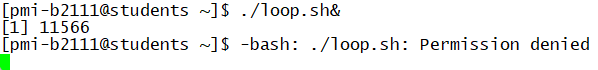 [pmi-b2111@students ~]$ ./loop.sh&
[1] 11566
[pmi-b2111@students ~]$ -bash: ./loop.sh: Permission denied